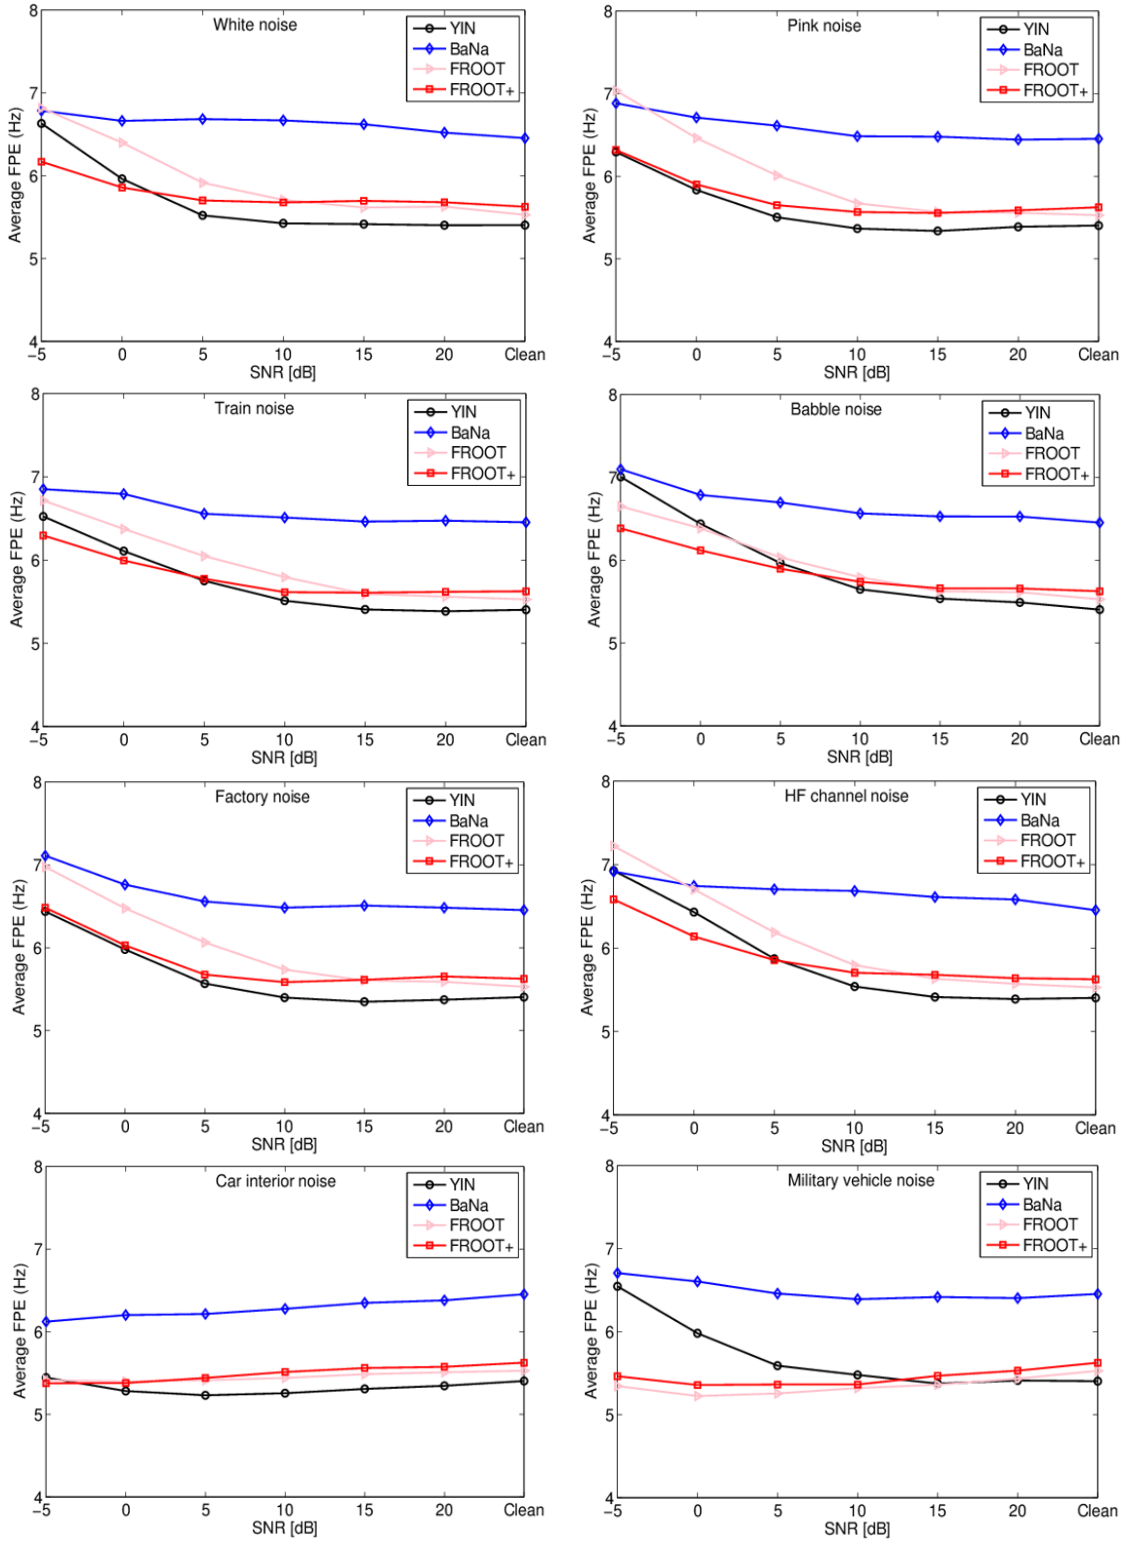 White noise
YIN
BaNa
FROOT
FROOT+
8
7
6
5
4
Average FPE (Hz)
−5 0 5 10 15 20 Clean
SNR [dB]
Pink noise
YIN
BaNa
FROOT
FROOT+
8
7
6
5
4
Average FPE (Hz)
−5 0 5 10 15 20 Clean
SNR [dB]
Train noise
YIN
BaNa
FROOT
FROOT+
8
7
6
5
4
Average FPE (Hz)
−5 0 5 10 15 20 Clean
SNR [dB]
Babble noise
YIN
BaNa
FROOT
FROOT+
8
7
6
5
4
Average FPE (Hz)
−5 0 5 10 15 20 Clean
SNR [dB]
Factory noise
YIN
BaNa
FROOT
FROOT+
8
7
6
5
4
Average FPE (Hz)
−5 0 5 10 15 20 Clean
SNR [dB]
HF channel noise
YIN
BaNa
FROOT
FROOT+
8
7
6
5
4
Average FPE (Hz)
−5 0 5 10 15 20 Clean
SNR [dB]
Car interior noise
YIN
BaNa
FROOT
FROOT+
8
7
6
5
4
Average FPE (Hz)
−5 0 5 10 15 20 Clean
SNR [dB]
Military vehicle noise
YIN
BaNa
FROOT
FROOT+
8
7
6
5
4
Average FPE (Hz)
−5 0 5 10 15 20 Clean
SNR [dB]